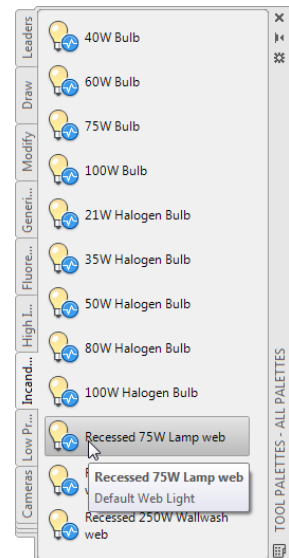 Leaders
Draw
Modify
Generi...
Fluore...
High I...
Incand...
Low Pr...
Cameras
40W Bulb
60W Bulb
75W Bulb
100W Bulb
21W Halogen Bulb
35W Halogen Bulb
50W Halogen Bulb
80W Halogen Bulb
100W Halogen Bulb
Recessed 75W Lamp web
Recessed 75W Lamp web
Default Web Light
Recessed 250W Wallwash
web
TOOL PALETTES - ALL PALETTES